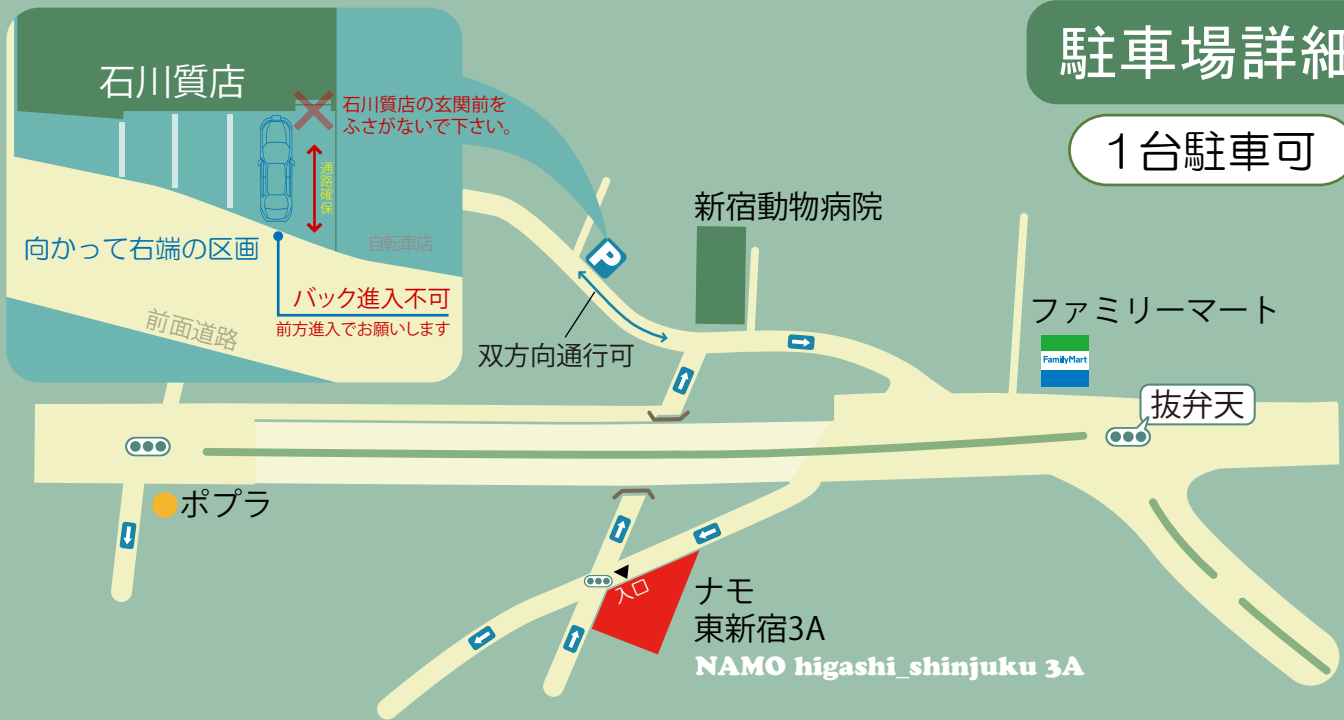 駐車場詳細
1台駐車可
石川質店
石川質店の玄関前を
ふさがないで下さい。
通路確保
自転車店
向かって右端の区画
バック進入不可
前方進入でお願いします
前面道路
P
双方向通行可
新宿動物病院
ファミリーマート
FamilyMart
抜弁天
ポプラ
入口
ナモ
東新宿3A
NAMO higashi_shinjuku 3A